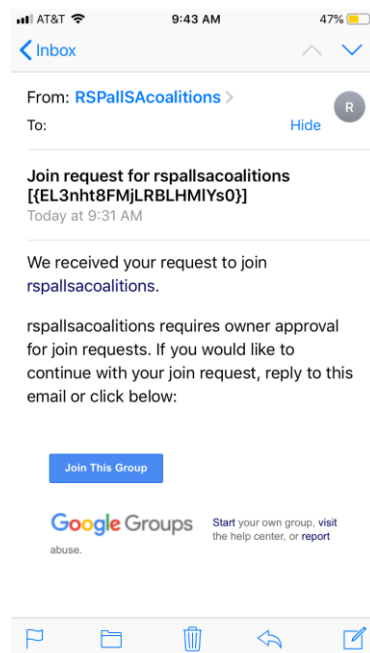 AT&T 9:43 AM 47%
Inbox
From: RSPallSAcoalitions
R
To: Hide
Join request for rspallsacoalitions
[{EL3nht8FMjLRBLHMlYs0}]
Today at 9:31 AM
We received your request to join
rspallsacoalitions.
rspallsacoalitions requires owner approval
for join requests. If you would like to
continue with your join request, reply to this
email or click below:
Join This Group
Google Groups
Start your own group, visit
the help center, or report
abuse.